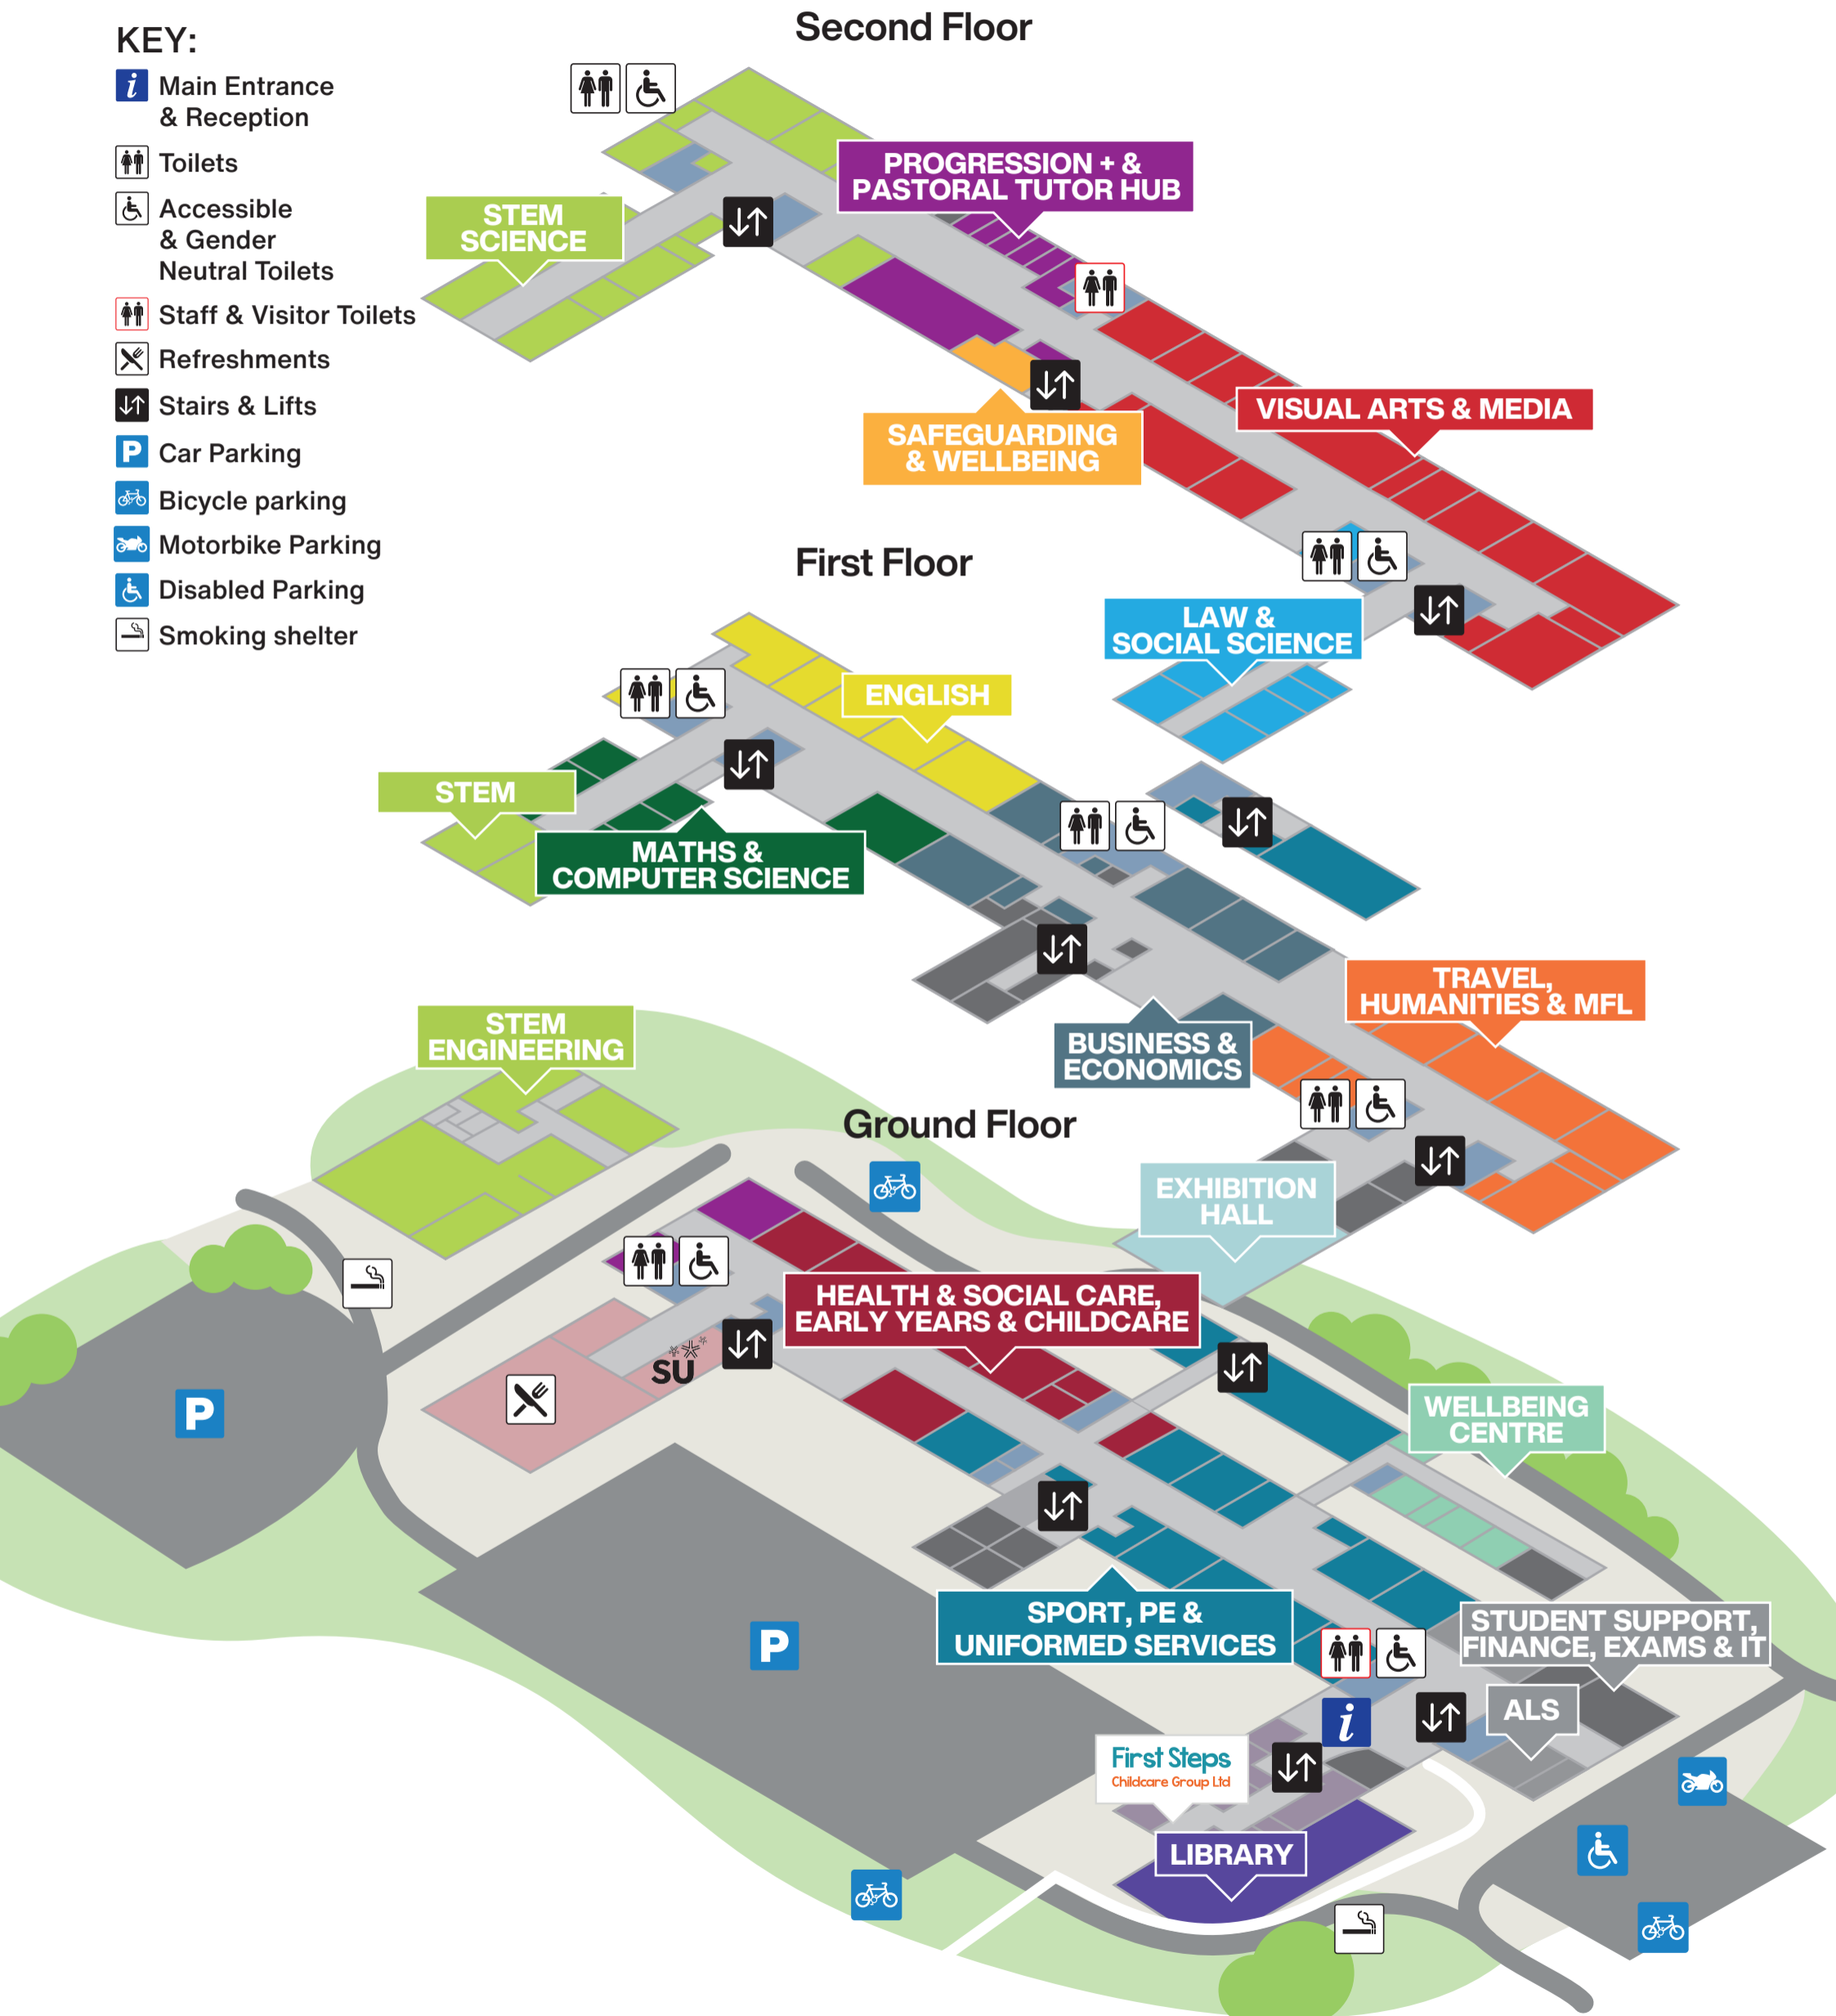 Second Floor
KEY:
i
Main Entrance
& Reception
Toilets
Accessible
& Gender
Neutral Toilets
Staff & Visitor Toilets
Refreshments
Stairs & Lifts
P
Car Parking
Bicycle parking
Motorbike Parking
Disabled Parking
Smoking shelter
PROGRESSION + &
PASTORAL TUTOR HUB
STEM
SCIENCE
VISUAL ARTS & MEDIA
SAFEGUARDING
& WELLBEING
LAW &
SOCIAL SCIENCE
First Floor
ENGLISH
STEM
MATHS &
COMPUTER SCIENCE
TRAVEL,
HUMANITIES & MFL
BUSINESS &
ECONOMICS
STEM
ENGINEERING
Ground Floor
EXHIBITION
HALL
HEALTH & SOCIAL CARE,
EARLY YEARS & CHILDCARE
SU
P
WELLBEING
CENTRE
SPORT, PE &
UNIFORMED SERVICES
P
STUDENT SUPPORT,
FINANCE, EXAMS & IT
ALS
i
First Steps
Childcare Group Ltd
LIBRARY